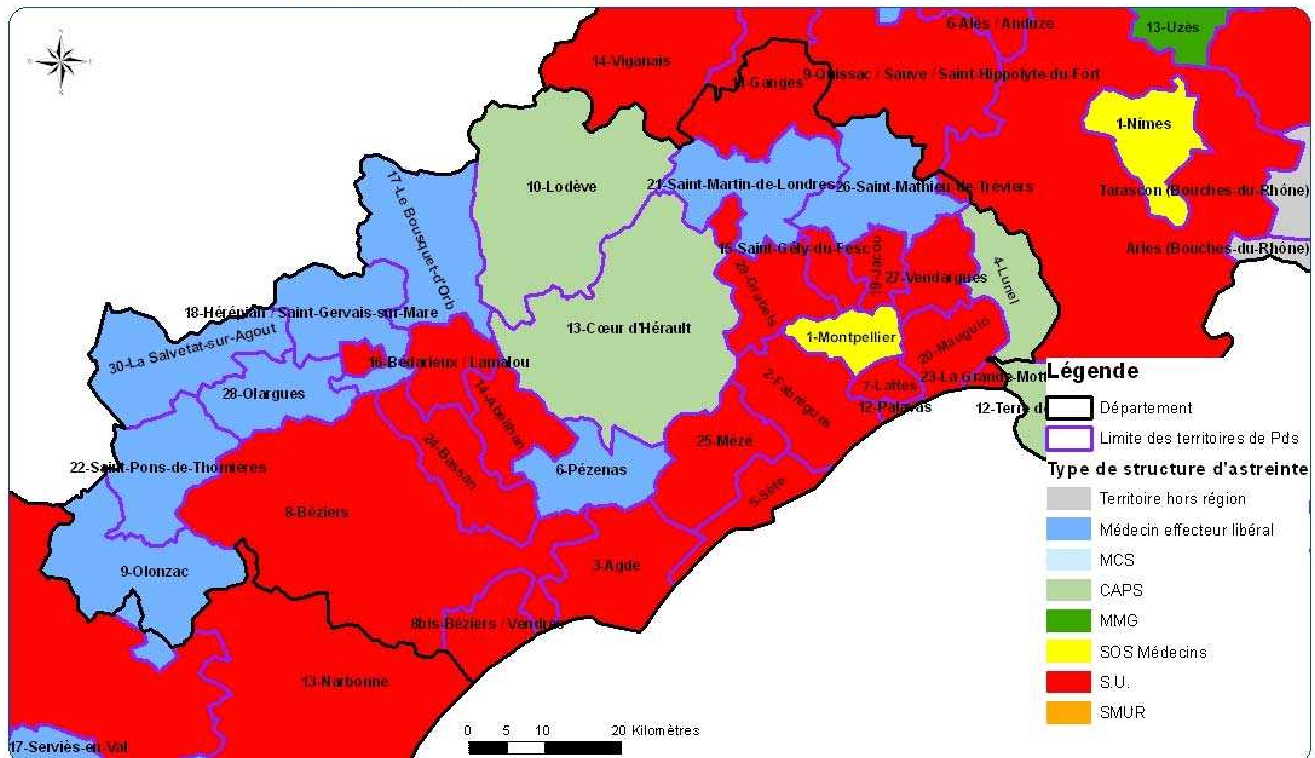 6-Alès / Anduze
13-Uzès
14-Viganais
11-Ganges
9-Quissac / Sauve / Saint-Hippolyte-du-Fort
1-Nîmes
10-Lodève
17-Le Bousquet-d'Orb
21-Saint-Martin-de-Londres
26-Saint-Mathieu-de-Tréviers
Tarascon (Bouches-du-Rhône)
Arles (Bouches-du-Rhône)
15-Saint-Gély-du-Fesc
19-Jacou
27-Vendargues
4-Lunel
29-Grabels
18-Hérépian / Saint-Gervais-sur-Mare
13-Cœur d'Hérault
1-Montpellier
20-Mauguio
30-La Salvetat-sur-Agout
16-Bédarieux / Lamalou
28-Olargues
14-Abeilhan
2-Fabrègues
7-Lattes
23-La Grande-Mott
12-Palavas
12-Terre de
22-Saint-Pons-de-Thomières
24-Bassan
6-Pézenas
25-Mèze
5-Sète
8-Béziers
9-Olonzac
3-Agde
8bis-Béziers / Vendres
13-Narbonne
17-Serviès-en-Val
0 5 10 20 Kilomètres
Légende
Département
Limite des territoires de Pds
Type de structure d'astreinte
Territoire hors région
Médecin effecteur libéral
MCS
CAPS
MMG
SOS Médecins
S.U.
SMUR